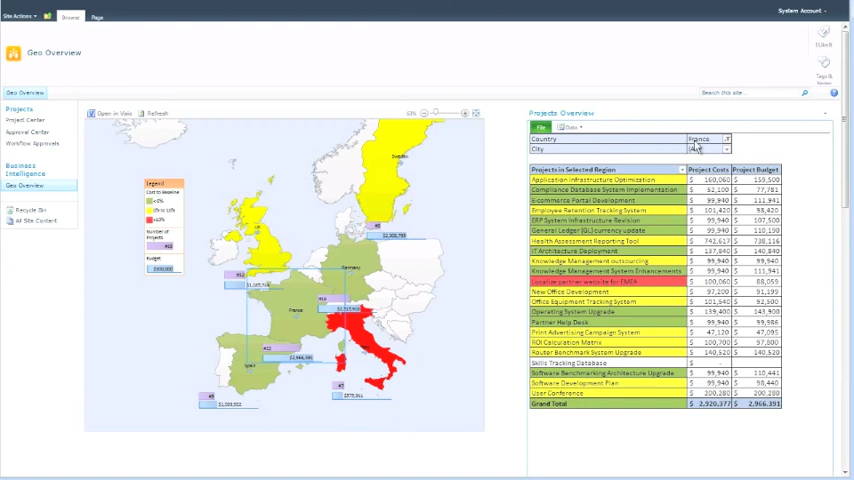 Site Actions
Browse
Page
System Account
I Like It
Tags &
Geo Overview
Geo Overview
Search this site...
Projects
Project Center
Approval Center
Workflow Approvals
Business
Intelligence
Geo Overview
Recycle Bin
All Site Content
Open in Visio
Refresh
Legend
Cost to Baseline
Number of
Projects
Budget
Sweden
UK
Germany
France
Spain
Projects Overview
File
Data
Country France
City
Projects in Selected Region Project Costs Project Budget
Application Infrastructure Optimization $ 160,060 $ 159,500
Compliance Database System Implementation $ 52,100 $ 77,781
E-commerce Portal Development $ 99,940 $ 111,941
Employee Retention Tracking System $ 101,420 $ 98,420
ERP System Infrastructure Revision $ 99,940 $ 107,500
General Ledger (GL) currency update $ 99,940 $ 110,190
Health Assessment Reporting Tool $ 742,617 $ 738,116
IT Architecture Deployment $ 137,840 $ 140,840
Knowledge Management outsourcing $ 99,940 $ 99,940
Knowledge Management System Enhancements $ 99,940 $ 111,941
Localize partner website for EMEA $ 100,060 $ 88,059
New Office Development $ 97,200 $ 91,199
Office Equipment Tracking System $ 101,540 $ 92,500
Operating System Upgrade $ 139,400 $ 143,900
Partner Help Desk $ 99,940 $ 99,986
Print Advertising Campaign System $ 47,120 $ 47,095
ROI Calculation Matrix $ 100,700 $ 97,800
Router Benchmark System Upgrade $ 140,520 $ 140,520
Skills Tracking Database $ $
Software Benchmarking Architecture Upgrade $ 99,940 $ 110,441
Software Development Plan $ 99,940 $ 98,440
User Conference $ 200,280 $ 200,040
Grand Total $ 2,920,377 $ 2,966,391